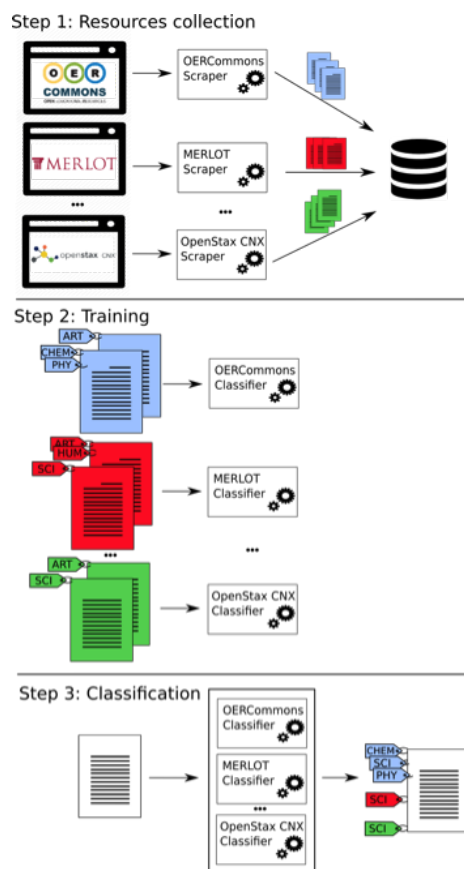 Step 1: Resources collection
OER
COMMONS
OPEN EDUCATIONAL RESOURCES
OERCommons
Scraper
MERLOT
MERLOT
Scraper
...
...
openstax CNX
OpenStax CNX
Scraper
Step 2: Training
ART
CHEM
PHY
OERCommons
Classifier
ART
HUM
SCI
MERLOT
Classifier
...
...
ART
SCI
OpenStax CNX
Classifier
Step 3: Classification
OERCommons
Classifier
MERLOT
Classifier
...
OpenStax CNX
Classifier
CHEM
SCI
PHY
SCI
SCI